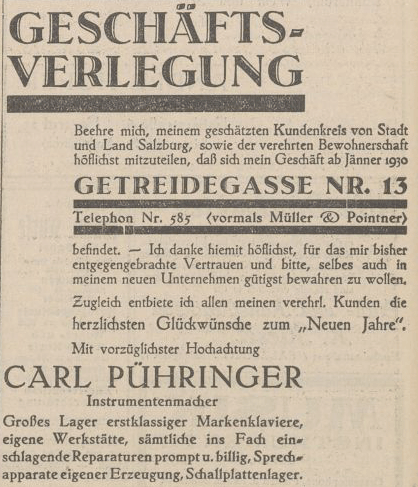 GESCHÄFTS-
VERLEGUNG
Beehre mich, meinem geschätzten Kundenkreis von Stadt
und Land Salzburg, sowie der verehrten Bewohnerschaft
höflichst mitzuteilen, daß sich mein Geschäft ab Jänner 1930
GETREIDEGASSE NR. 13
Telephon Nr. 585 (vormals Müller & Pointner)
befindet. — Ich danke hiemit höflichst, für das mir bisher
entgegengebrachte Vertrauen und bitte, selbes auch in
meinem neuen Unternehmen gütigst bewahren zu wollen.
Zugleich entbiete ich allen meinen verehrl. Kunden die
herzlichsten Glückwünsche zum „Neuen Jahre“.
Mit vorzüglichster Hochachtung
CARL PÜHRINGER
Instrumentenmacher
Großes Lager erstklassiger Markenklaviere,
eigene Werkstätte, sämtliche ins Fach ein-
schlagende Reparaturen prompt u. billig, Sprech-
apparate eigener Erzeugung, Schallplattenlager.